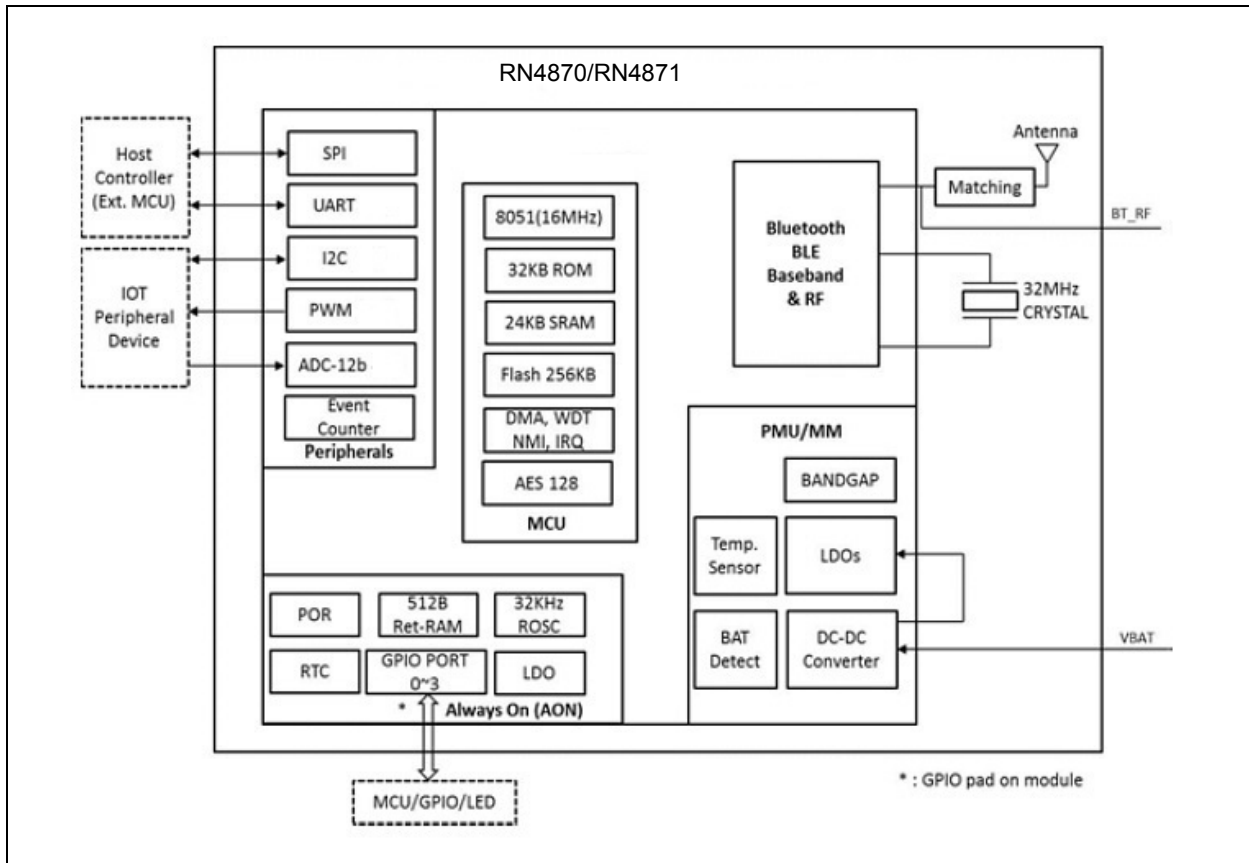 RN4870/RN4871
Host
Controller
(Ext. MCU)
IOT
Peripheral
Device
SPI
UART
I2C
PWM
ADC-12b
Event
Counter
Peripherals
8051(16MHz)
32KB ROM
24KB SRAM
Flash 256KB
DMA, WDT
NMI, IRQ
AES 128
MCU
Bluetooth
BLE
Baseband
& RF
Antenna
Matching
BT_RF
32MHz
CRYSTAL
PMU/MM
BANDGAP
Temp.
Sensor
LDOs
BAT
Detect
DC-DC
Converter
VBAT
POR
512B
Ret-RAM
32KHz
ROSC
RTC
GPIO PORT
0~3
LDO
* Always On (AON)
MCU/GPIO/LED
* : GPIO pad on module